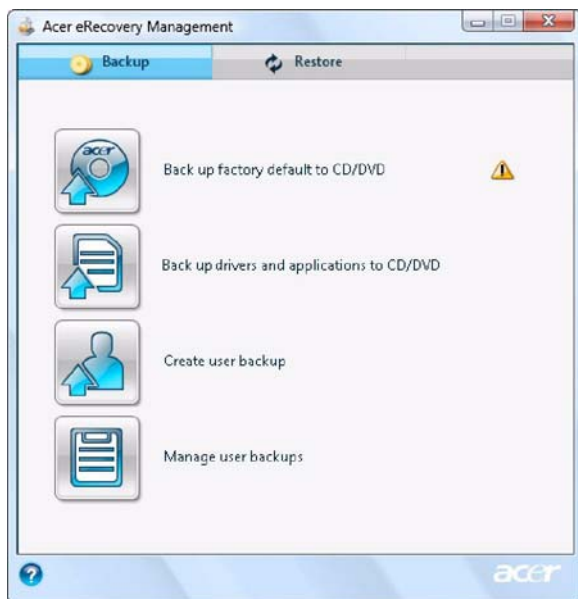 Acer eRecovery Management
Backup
Restore
acer
Back up factory default to CD/DVD
Back up drivers and applications to CD/DVD
Create user backup
Manage user backups
?
acer